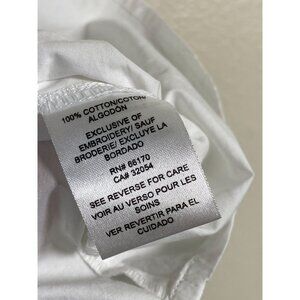 100% COTTON/COTON/
ALGODÓN
EXCLUSIVE OF
EMBROIDERY/ SAUF
BRODERIE/ EXCLUYE LA
BORDADO
RN# 66170
CA# 32054
SEE REVERSE FOR CARE
VOIR AU VERSO POUR LES
SOINS
VER REVERTIR PARA EL
CUIDADO